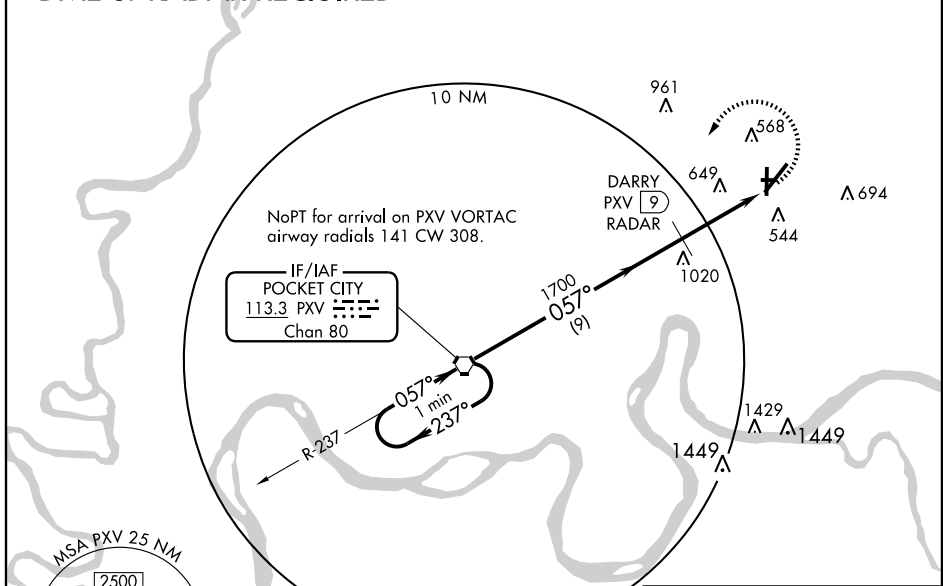 961
10 NM
568
649
DARRY
PXV 9
RADAR
694
544
NoPT for arrival on PXV VORTAC
airway radials 141 CW 308.
1020
IF/IAF
POCKET CITY
113.3 PXV
Chan 80
1700
057°
(9)
057°
1 min
237°
R-237
1429
1449
1449
MSA PXV 25 NM
2500